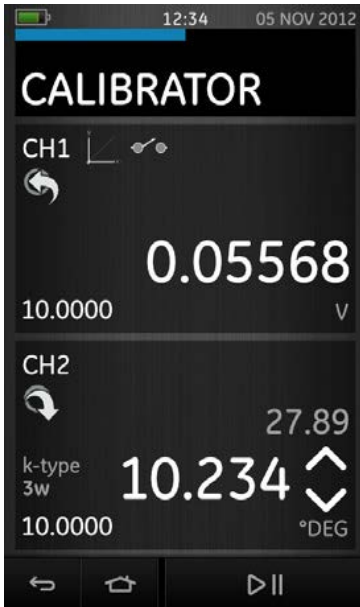 12:34 05 NOV 2012
CALIBRATOR
CH1
0.05568
10.0000 V
CH2
27.89
k-type
3w
10.234
10.0000 °DEG